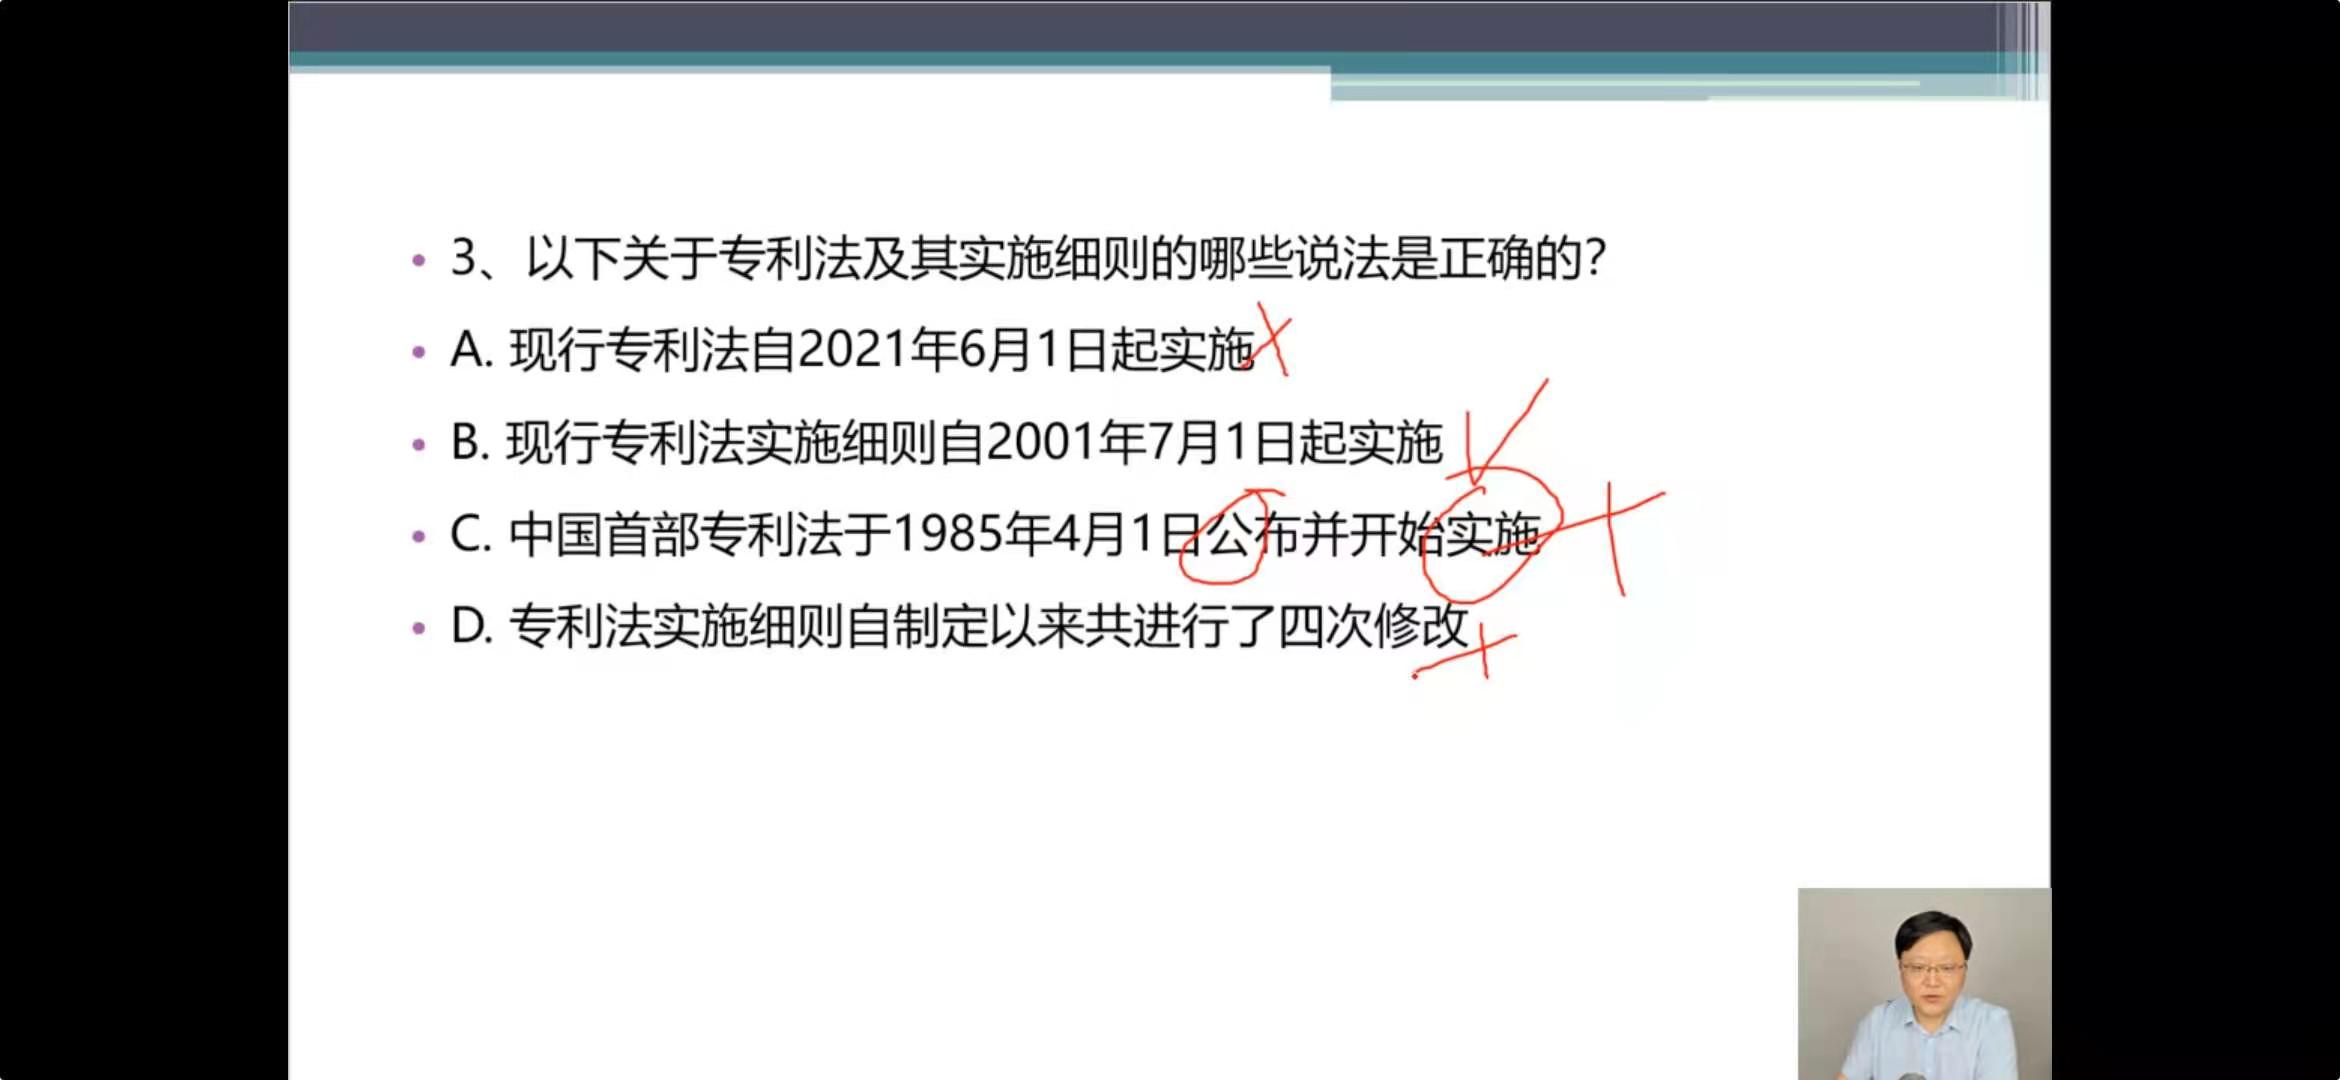 3、以下关于专利法及其实施细则的哪些说法是正确的？
A. 现行专利法自2021年6月1日起实施
B. 现行专利法实施细则自2001年7月1日起实施
C. 中国首部专利法于1985年4月1日公布并开始实施
D. 专利法实施细则自制定以来共进行了四次修改